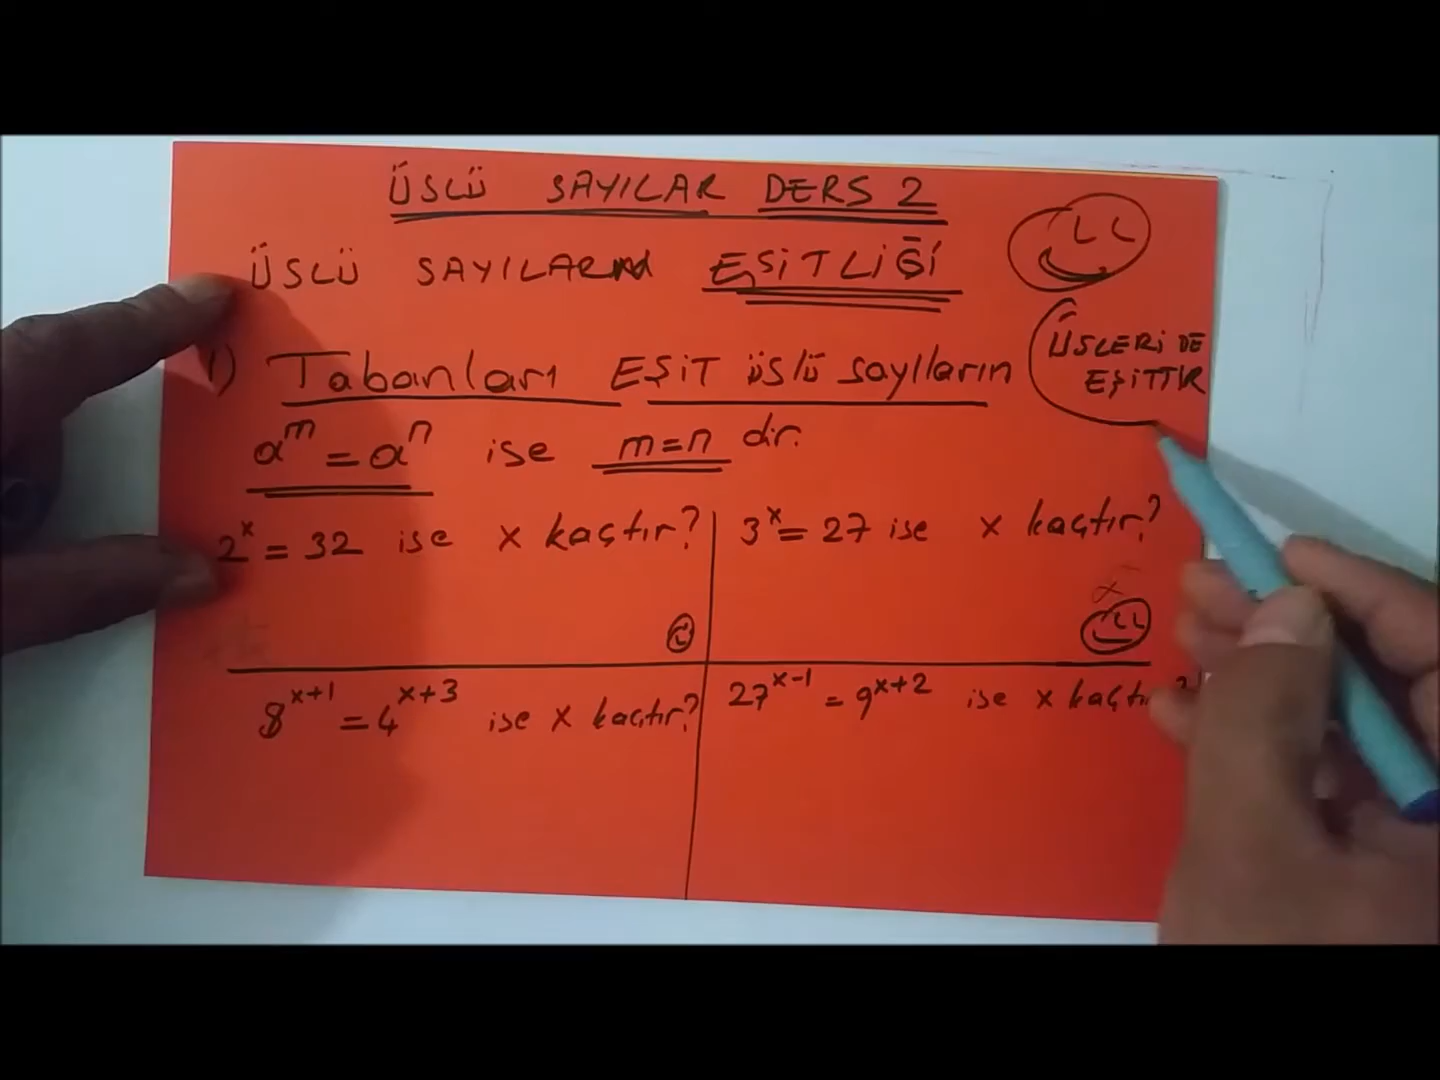 ÜSLÜ SAYILAR DERS 2
ÜSLÜ SAYILARIN EŞİTLİĞİ
1) Tabanları EŞİT üslü sayıların
ÜSLERİ DE
EŞİTTİR
a^m = a^n ise m=n dir.
2^x = 32 ise x kaçtır?
3^x = 27 ise x kaçtır?
8^x+1 = 4^x+3 ise x kaçtır?
27^x-1 = 9^x+2 ise x kaçtır?